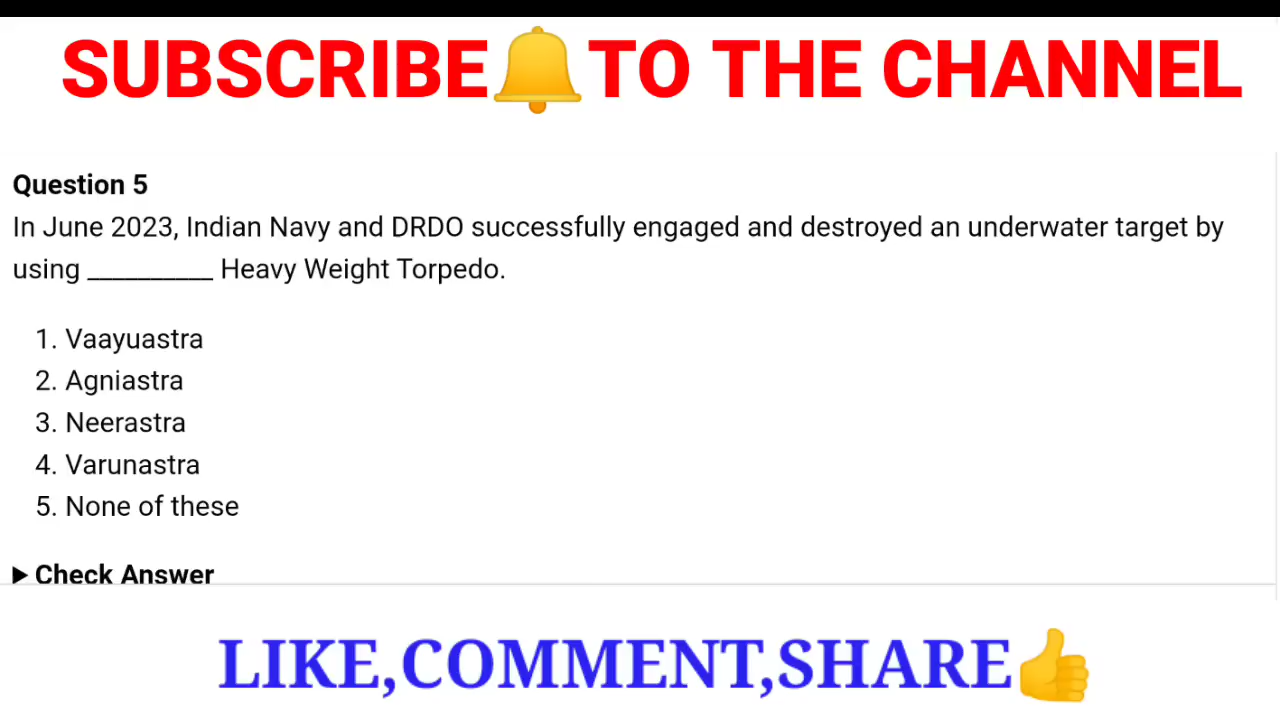 SUBSCRIBE🔔TO THE CHANNEL
Question 5
In June 2023, Indian Navy and DRDO successfully engaged and destroyed an underwater target by
using __________ Heavy Weight Torpedo.
1. Vaayuastra
2. Agniastra
3. Neerastra
4. Varunastra
5. None of these
▶ Check Answer
LIKE,COMMENT,SHARE👍